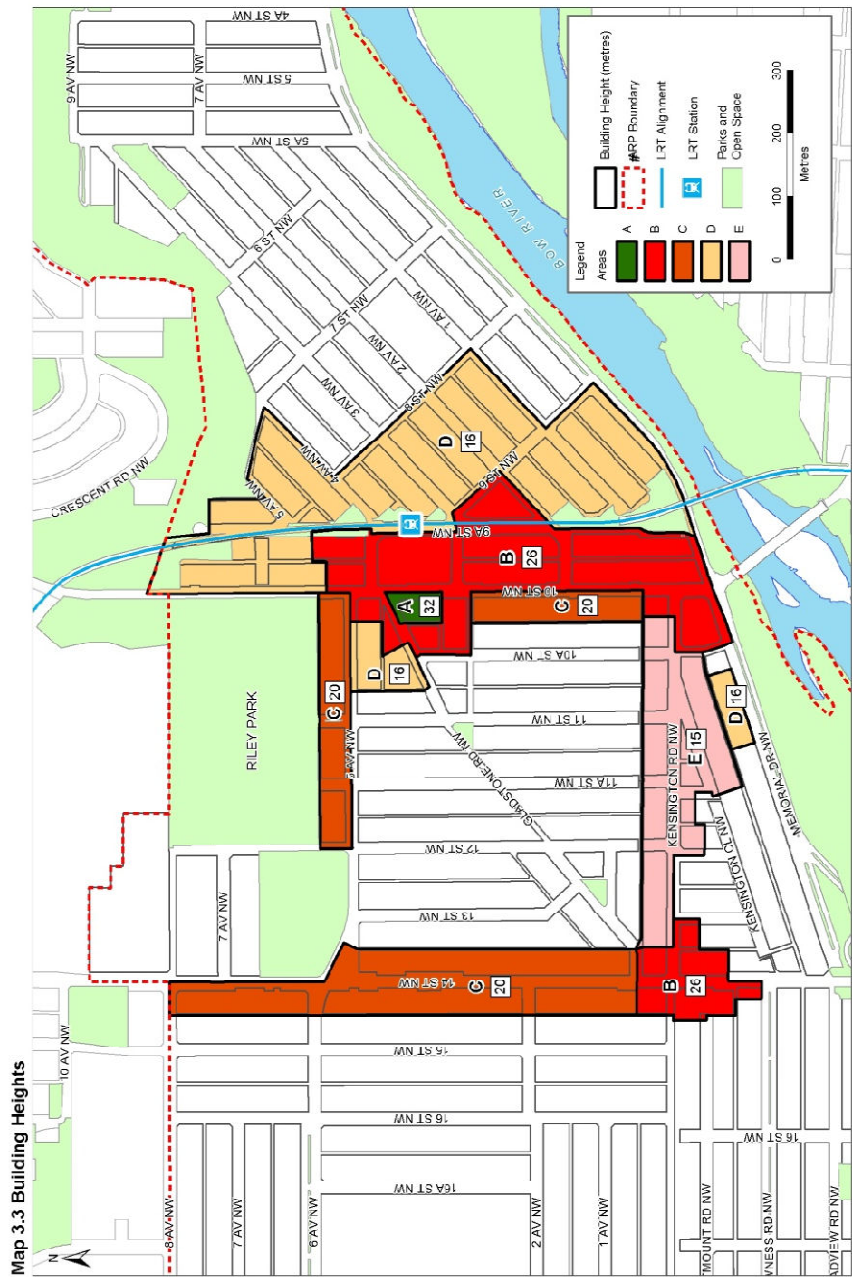 Map 3.3 Building Heights
N
10 AV NW
8 AV NW
7 AV NW
6 AV NW
2 AV NW
1 AV NW
16A ST NW
16 ST NW
15 ST NW
16 ST NW
14 ST NW
C
20
B
26
7 AV NW
13 ST NW
12 ST NW
11A ST NW
11 ST NW
10A ST NW
GLADSTONE RD NW
RILEY PARK
C
20
5 AV NW
D
16
A
32
C
20
10 ST NW
B
26
9A ST NW
KENSINGTON RD NW
E
15
D
16
KENSINGTON CL NW
MEMORIAL DR NW
CRESCENT RD NW
5 AV NW
4 AV NW
3 AV NW
2 AV NW
1 AV NW
D
16
9 ST NW
8 ST NW
7 ST NW
6 ST NW
5A ST NW
5 ST NW
4A ST NW
9 AV NW
7 AV NW
BOW RIVER
Legend
Areas
A
B
C
D
E
Building Height (metres)
ARP Boundary
LRT Alignment
LRT Station
Parks and
Open Space
0 100 200 300
Metres